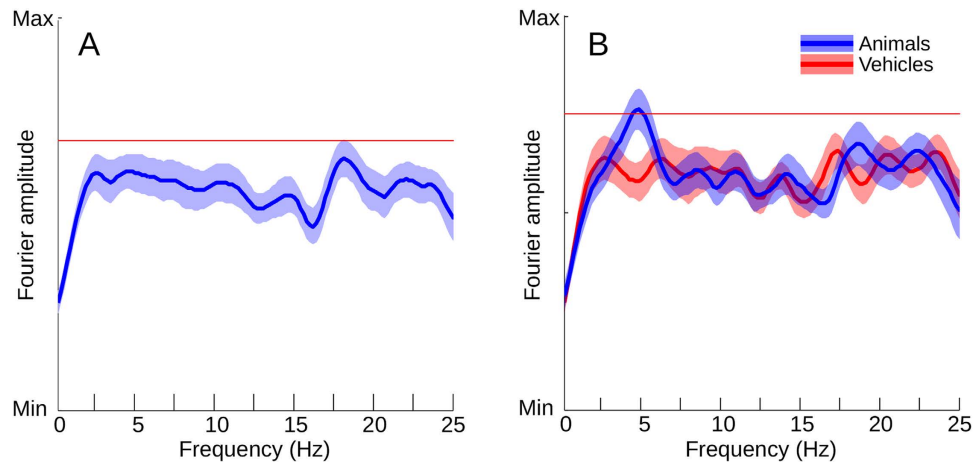 A
Max
Fourier amplitude
Min
0 5 10 15 20 25
Frequency (Hz)
B
Animals
Vehicles
Max
Fourier amplitude
Min
0 5 10 15 20 25
Frequency (Hz)